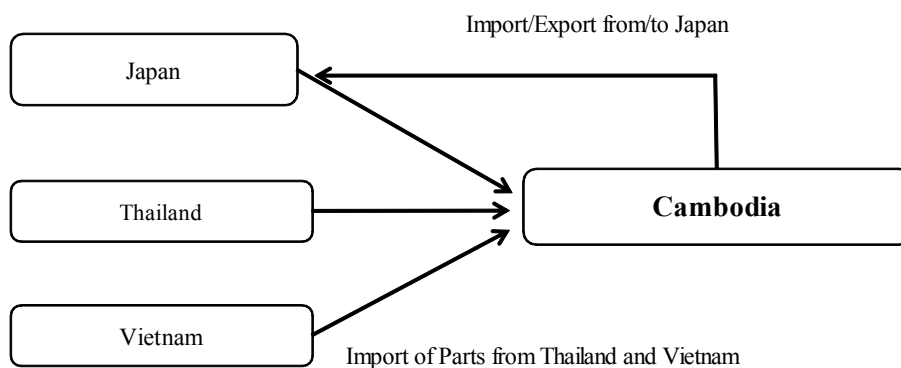 Import/Export from/to Japan
Japan
Thailand
Cambodia
Vietnam
Import of Parts from Thailand and Vietnam